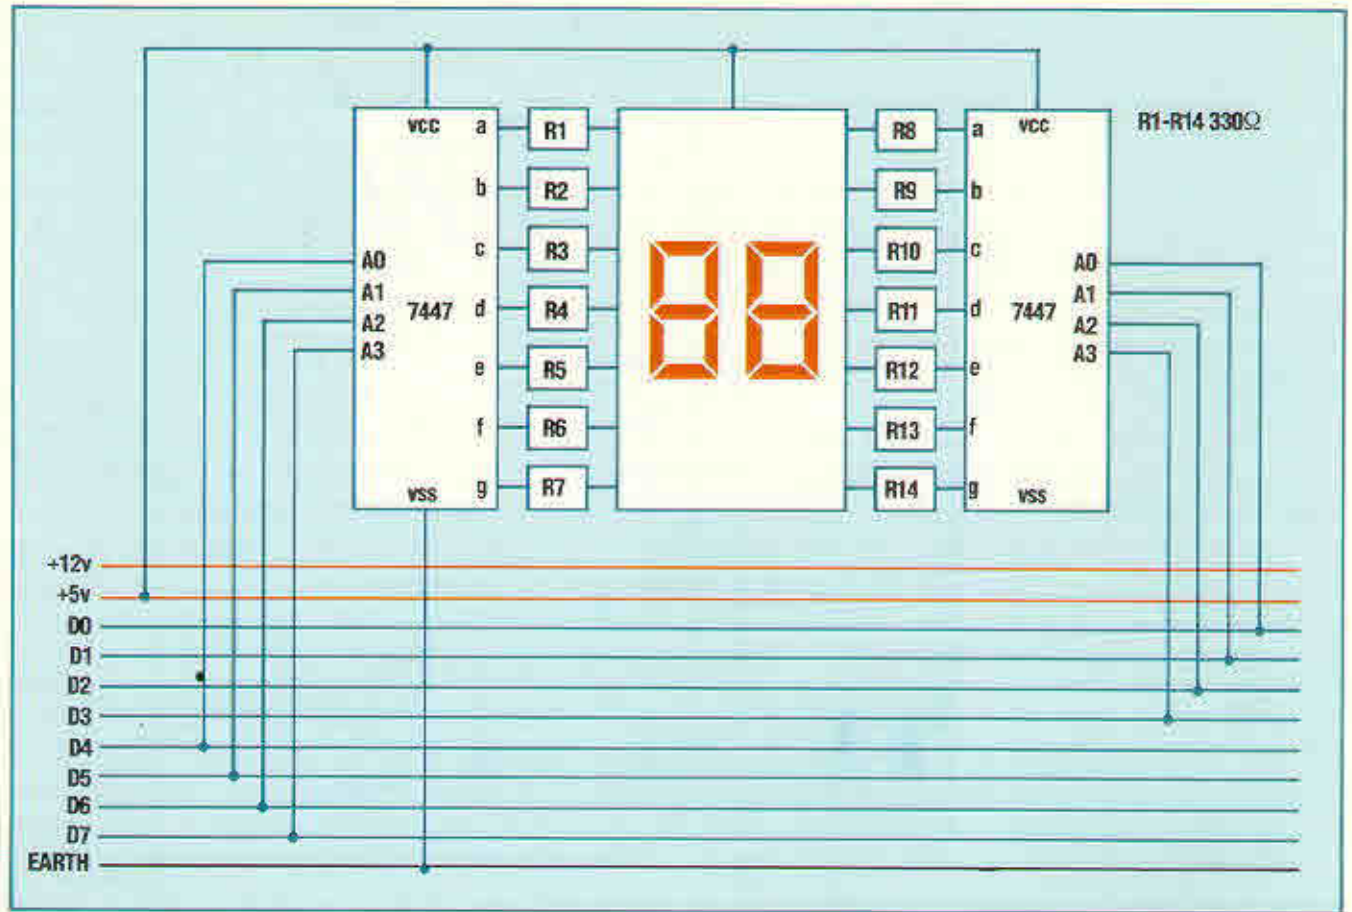 vcc a R1 R8 a vcc R1-R14 330Ω
b R2 R9 b
c R3 R10 c
A0 A0
A1 A1
7447 d R4 R11 d 7447
A2 A2
A3 A3
e R5 R12 e
f R6 R13 f
vss g R7 R14 g vss
+12v
+5v
D0
D1
D2
D3
D4
D5
D6
D7
EARTH